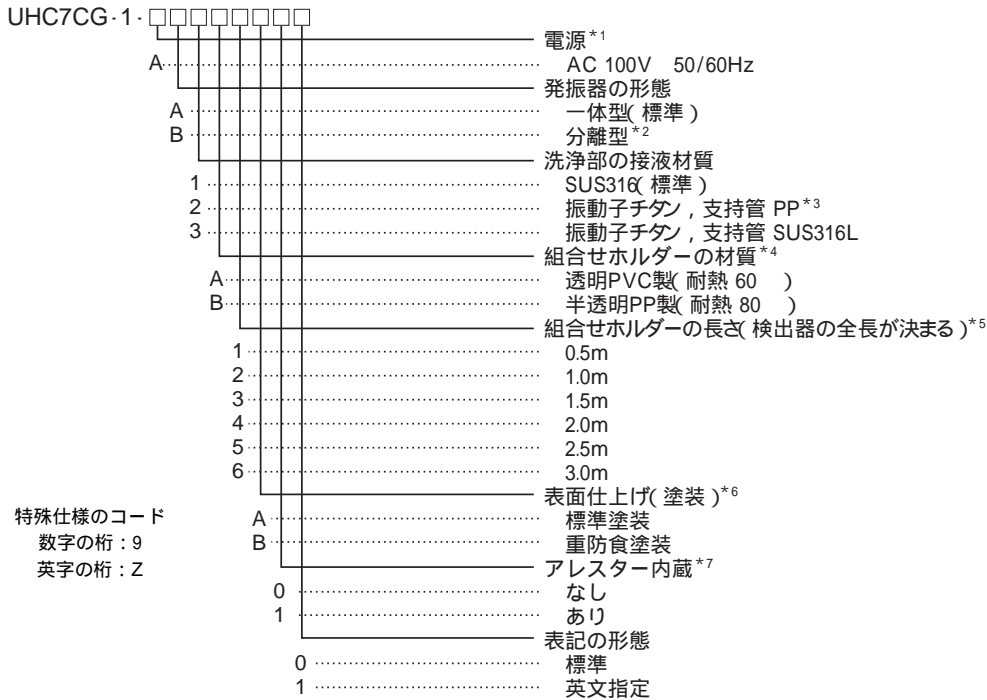 UHC7CG·1·□□□□□□□□
電源*1
A AC 100V 50/60Hz
発振器の形態
A 一体型(標準)
B 分離型*2
洗浄部の接液材質
1 SUS316(標準)
2 振動子チタン,支持管 PP*3
3 振動子チタン,支持管 SUS316L
組合せホルダーの材質*4
A 透明PVC製(耐熱 60 )
B 半透明PP製(耐熱 80 )
組合せホルダーの長さ(検出器の全長が決まる)*5
1 0.5m
2 1.0m
3 1.5m
4 2.0m
5 2.5m
6 3.0m
表面仕上げ(塗装)*6
A 標準塗装
B 重防食塗装
アレスター内蔵*7
0 なし
1 あり
表記の形態
0 標準
1 英文指定
特殊仕様のコード
数字の桁:9
英字の桁:Z